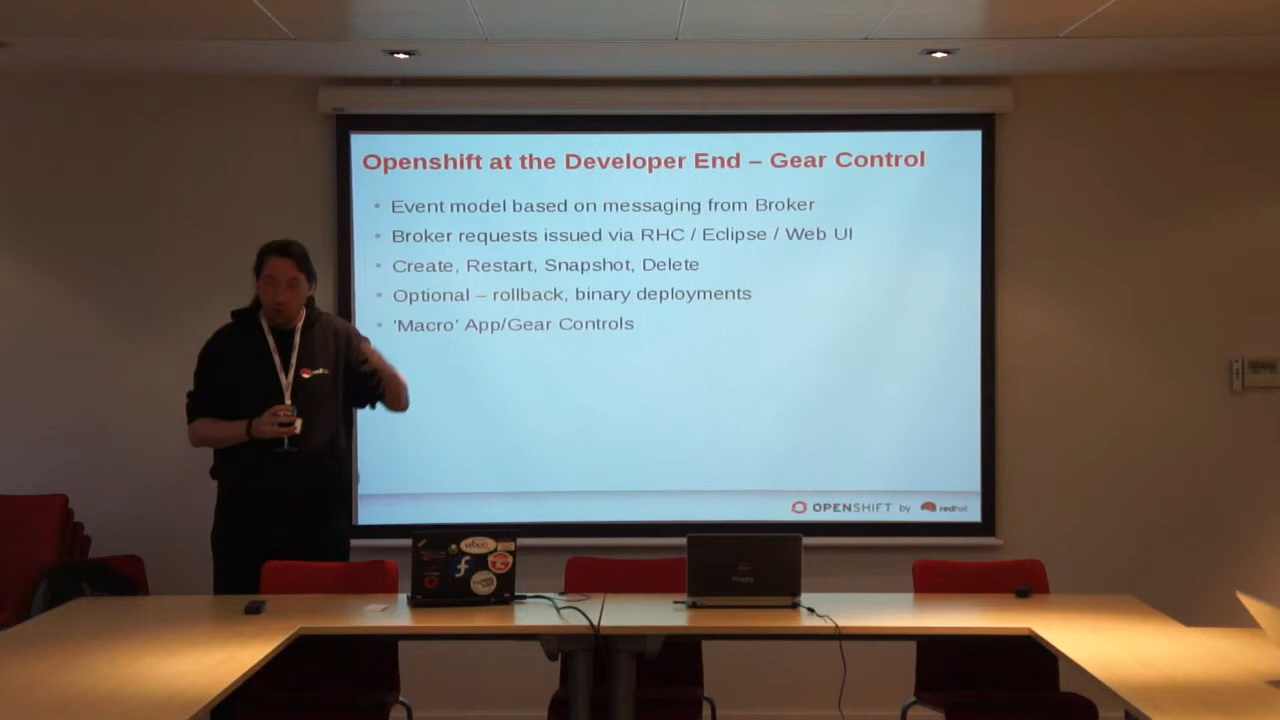 Openshift at the Developer End – Gear Control
Event model based on messaging from Broker
Broker requests issued via RHC / Eclipse / Web UI
Create, Restart, Snapshot, Delete
Optional – rollback, binary deployments
'Macro' App/Gear Controls
OPENSHIFT by redhat